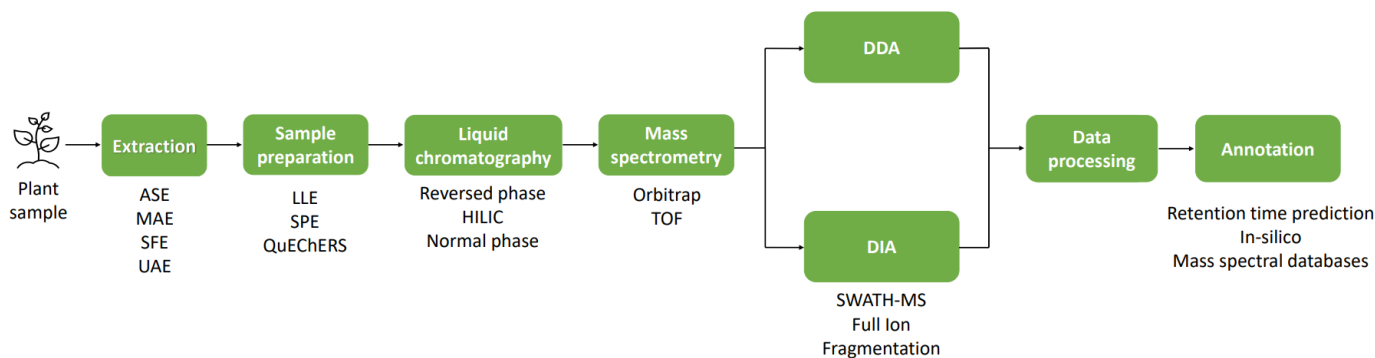 Plant
sample
Extraction
ASE
MAE
SFE
UAE
Sample
preparation
LLE
SPE
QuEChERS
Liquid
chromatography
Reversed phase
HILIC
Normal phase
Mass
spectrometry
Orbitrap
TOF
DDA
DIA
SWATH-MS
Full Ion
Fragmentation
Data
processing
Annotation
Retention time prediction
In-silico
Mass spectral databases